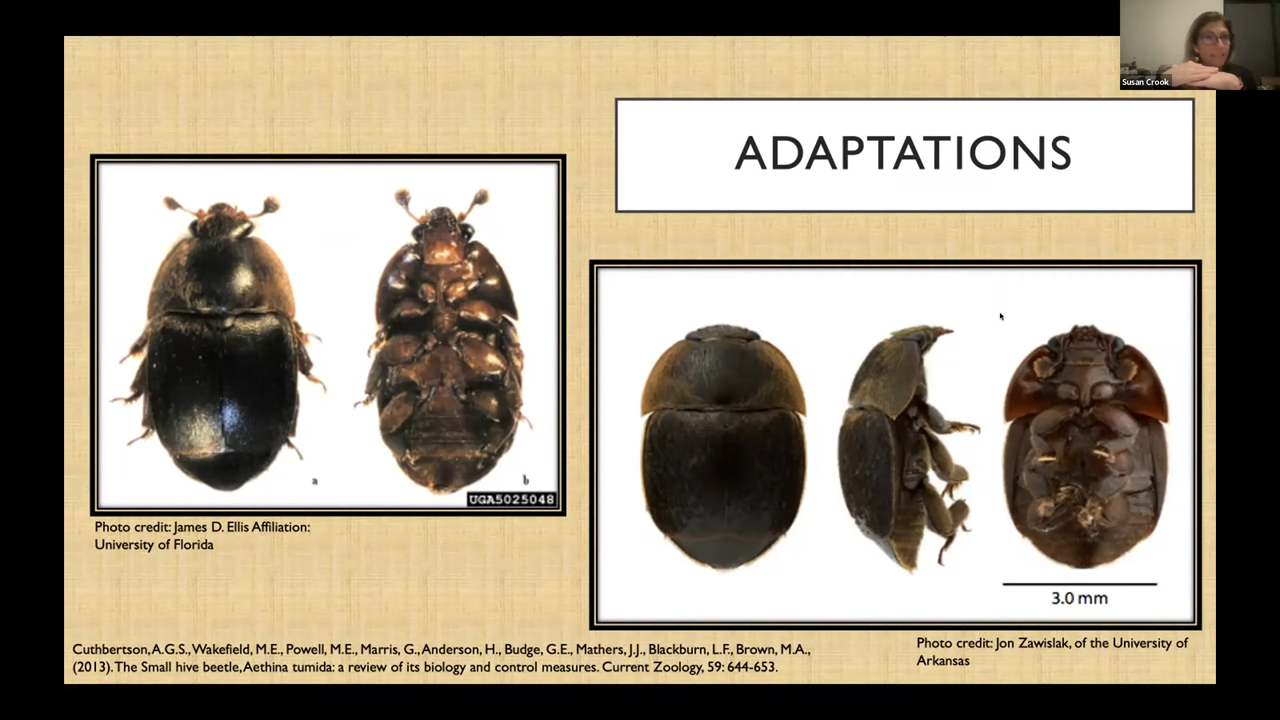 Susan Crook
ADAPTATIONS
a
b
UGA5025048
Photo credit: James D. Ellis Affiliation:
University of Florida
3.0 mm
Photo credit: Jon Zawislak, of the University of
Arkansas
Cuthbertson, A.G.S., Wakefield, M.E., Powell, M.E., Marris, G., Anderson, H., Budge, G.E., Mathers, J.J., Blackburn, L.F., Brown, M.A.,
(2013). The Small hive beetle, Aethina tumida: a review of its biology and control measures. Current Zoology, 59: 644-653.